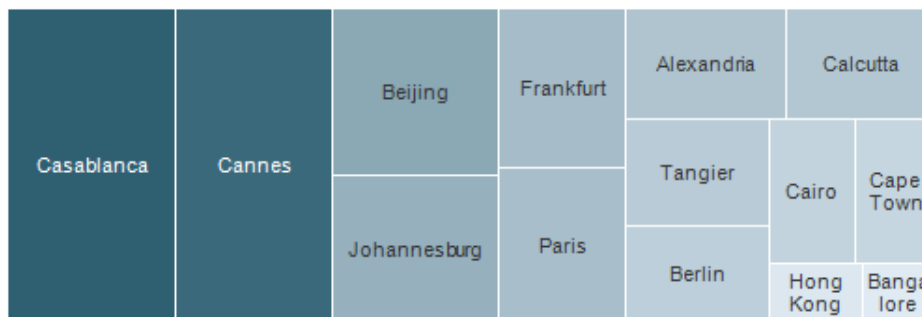 Casablanca
Cannes
Beijing
Johannesburg
Frankfurt
Paris
Alexandria
Calcutta
Tangier
Berlin
Cairo
Cape
Town
Hong
Kong
Banga
lore